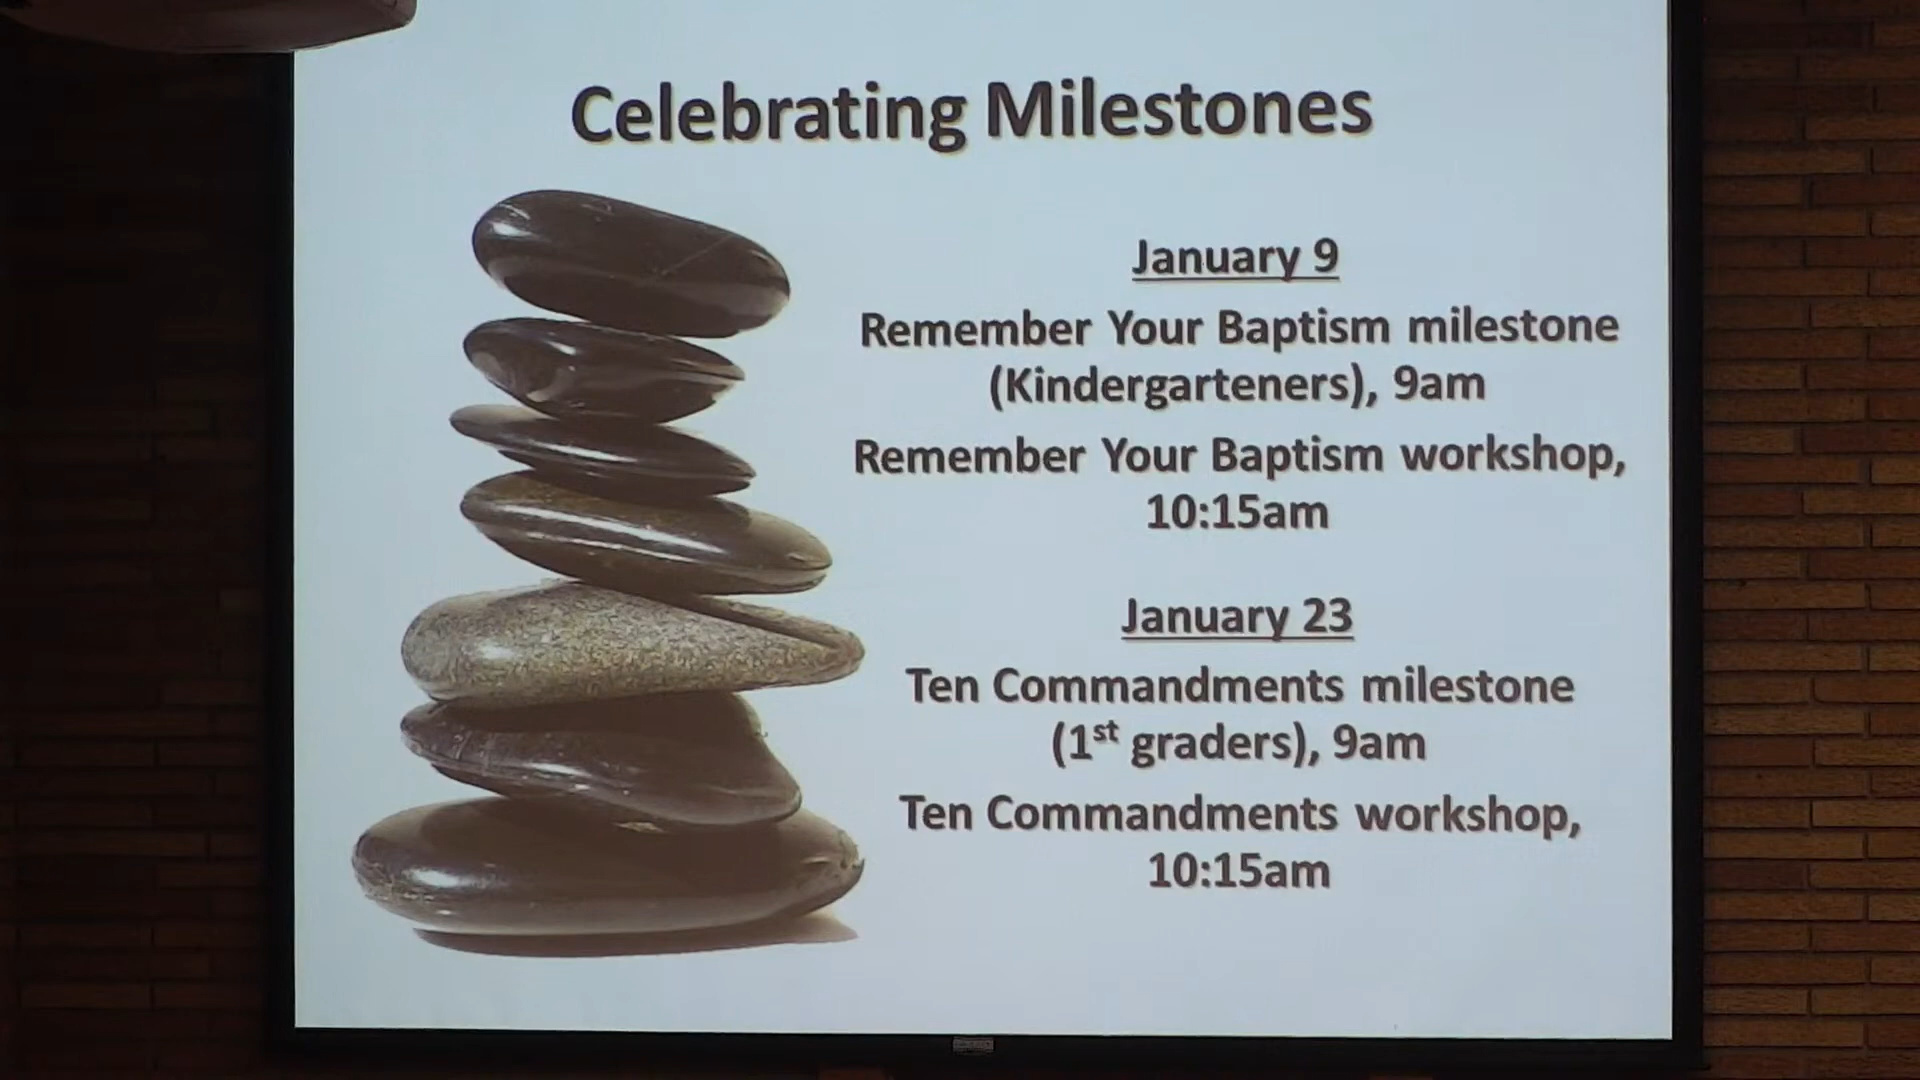 Celebrating Milestones
January 9
Remember Your Baptism milestone
(Kindergarteners), 9am
Remember Your Baptism workshop,
10:15am
January 23
Ten Commandments milestone
(1st graders), 9am
Ten Commandments workshop,
10:15am